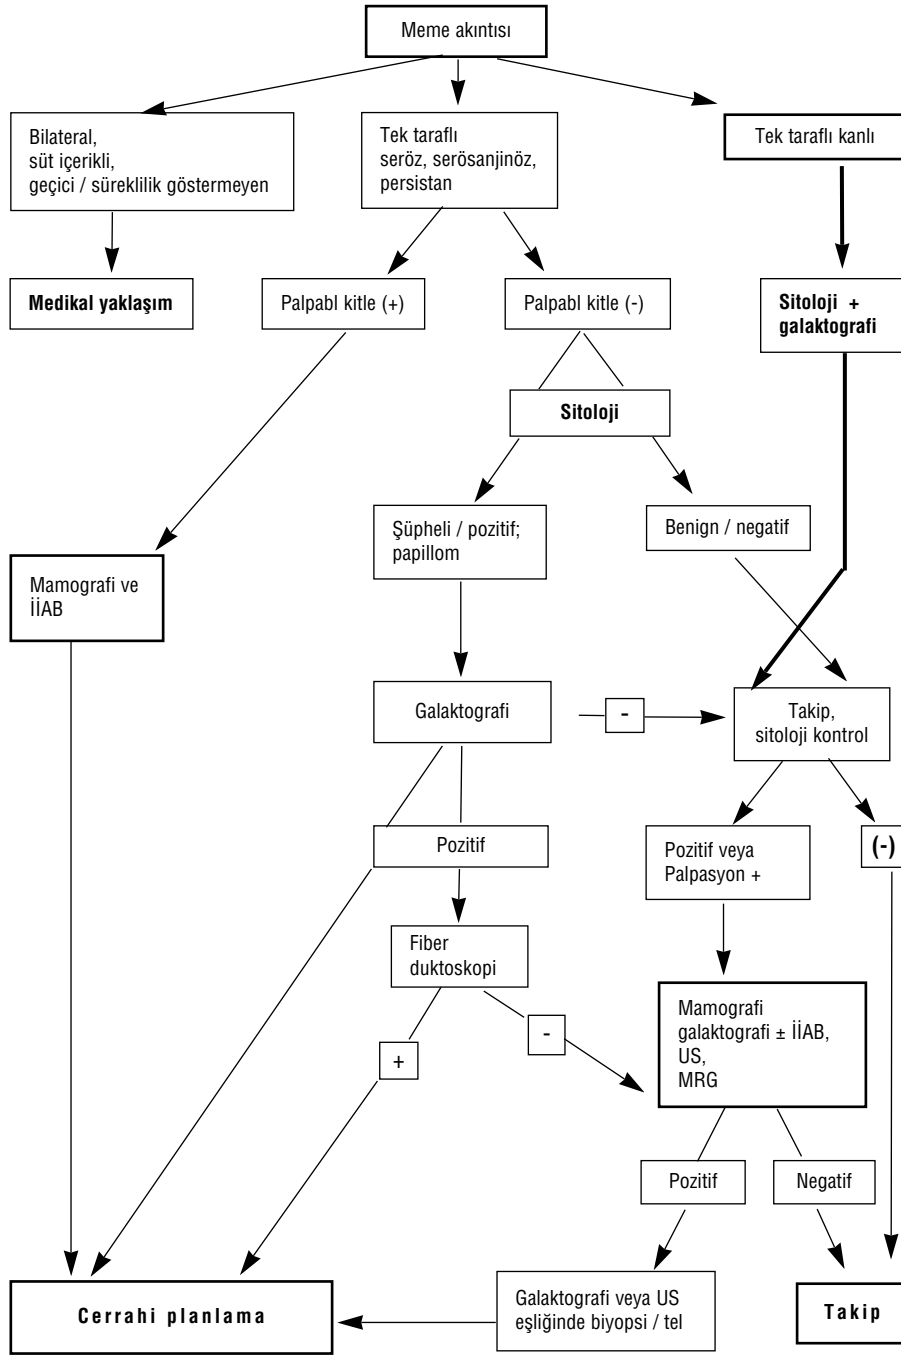 Meme akıntısı
Bilateral,
süt içerikli,
geçici / süreklilik göstermeyen
Tek taraflı
seröz, serösanjinöz,
persistan
Tek taraflı kanlı
Medikal yaklaşım
Palpabl kitle (+)
Palpabl kitle (-)
Sitoloji +
galaktografi
Sitoloji
Şüpheli / pozitif;
papillom
Benign / negatif
Mamografi ve
İİAB
Galaktografi
-
Takip,
sitoloji kontrol
Pozitif
Pozitif veya
Palpasyon +
(-)
Fiber
duktoskopi
Mamografi
galaktografi ± İİAB,
US,
MRG
+
-
Pozitif
Negatif
Cerrahi planlama
Galaktografi veya US
eşliğinde biyopsi / tel
Takip